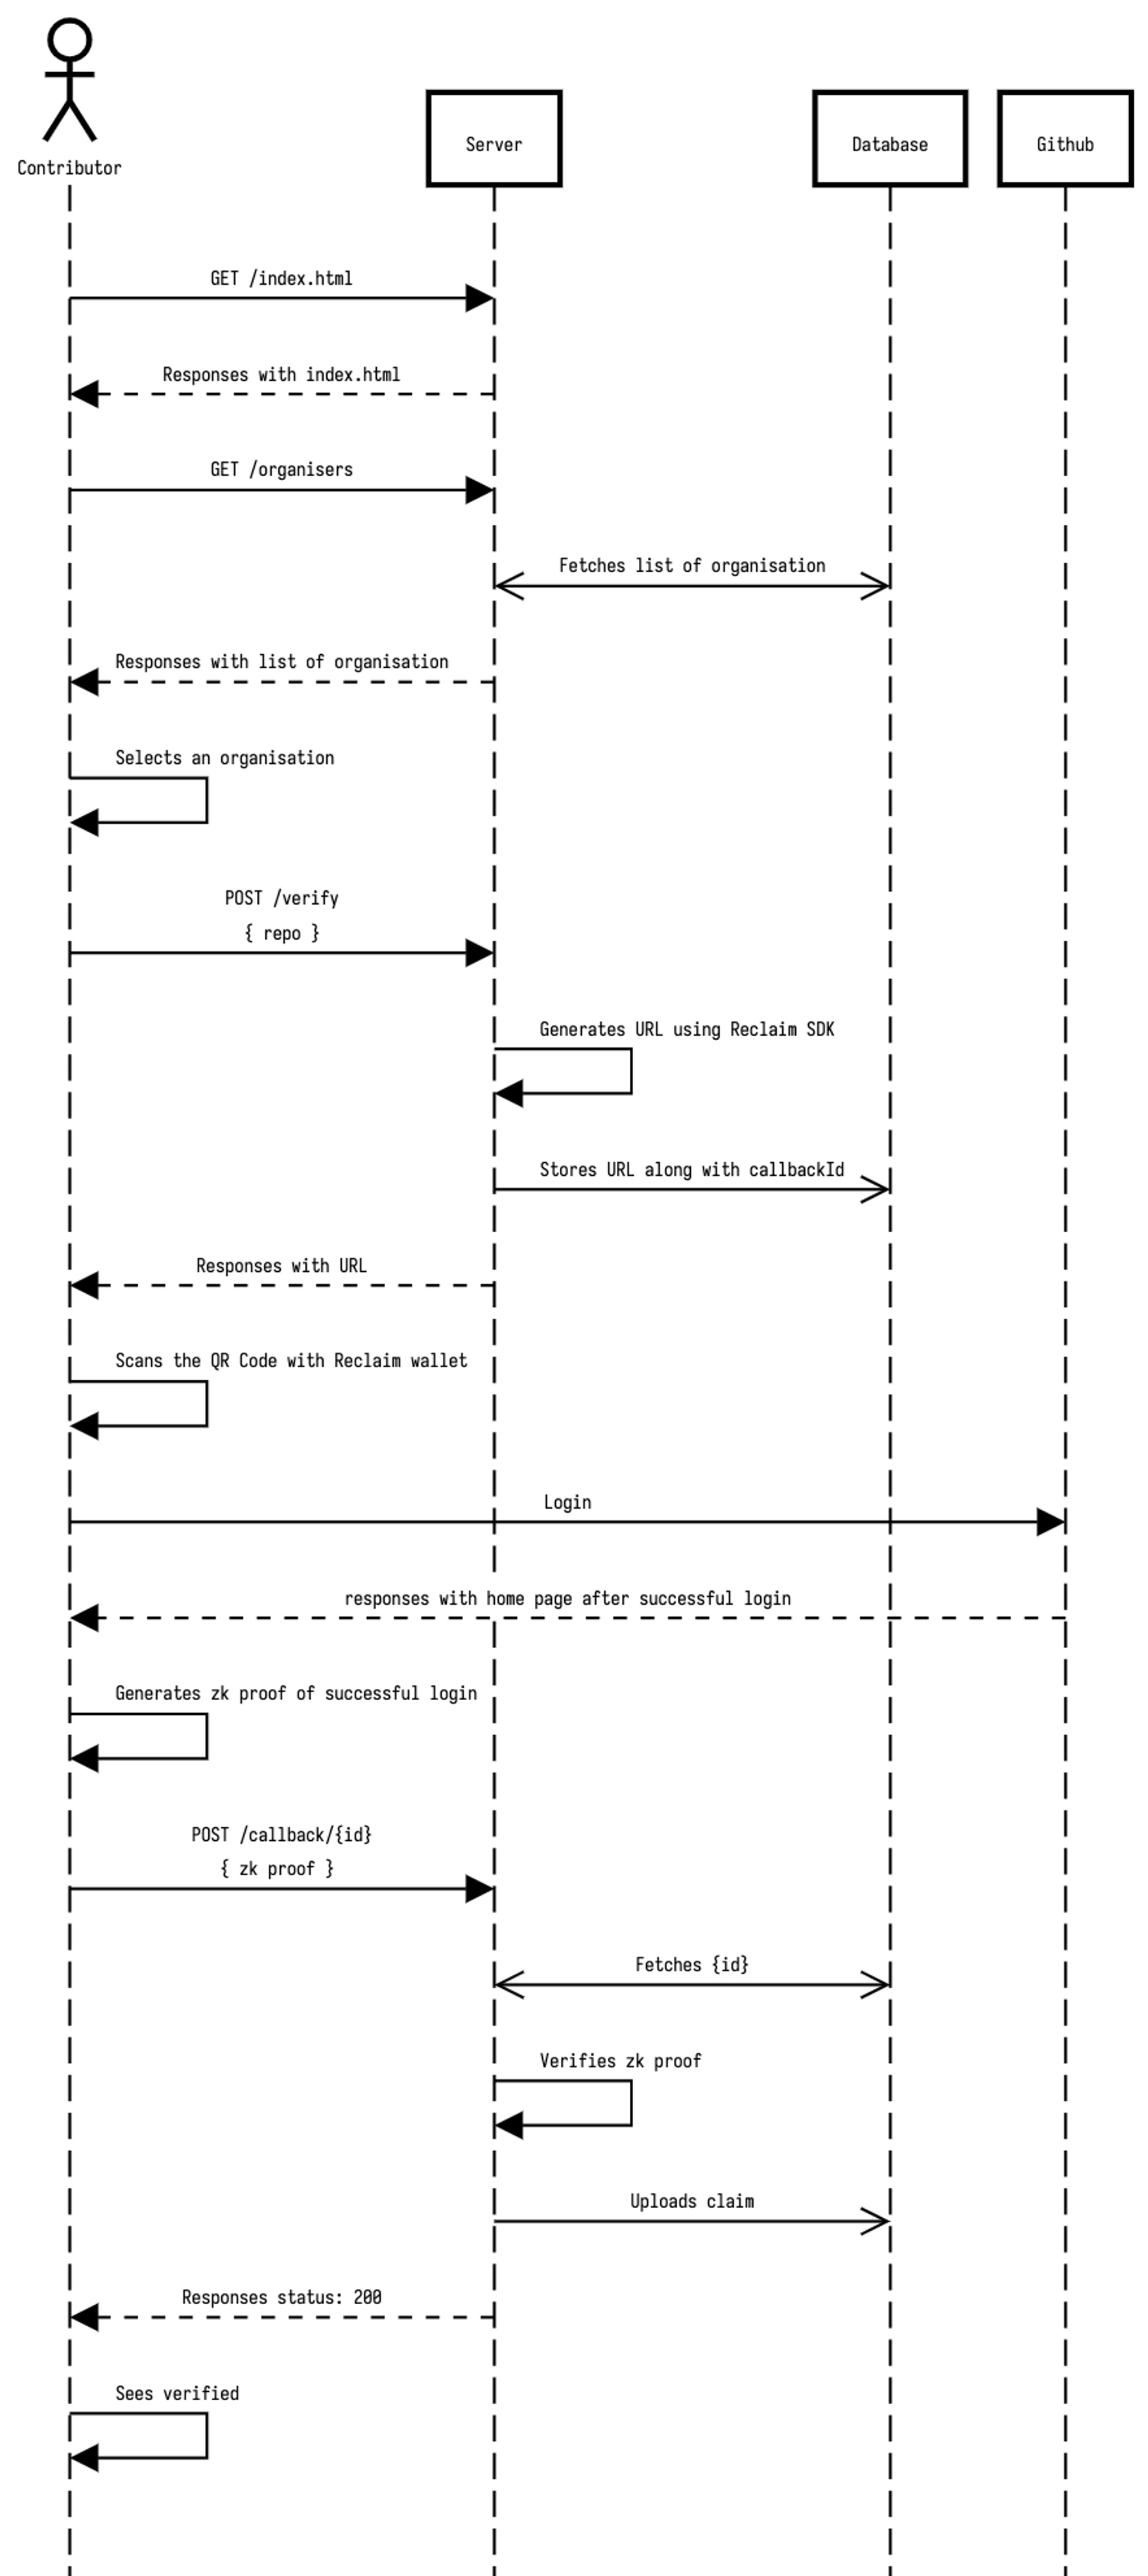 Contributor
Server
Database
Github
GET /index.html
Responses with index.html
GET /organisers
Fetches list of organisation
Responses with list of organisation
Selects an organisation
POST /verify
{ repo }
Generates URL using Reclaim SDK
Stores URL along with callbackId
Responses with URL
Scans the QR Code with Reclaim wallet
Login
responses with home page after successful login
Generates zk proof of successful login
POST /callback/{id}
{ zk proof }
Fetches {id}
Verifies zk proof
Uploads claim
Responses status: 200
Sees verified